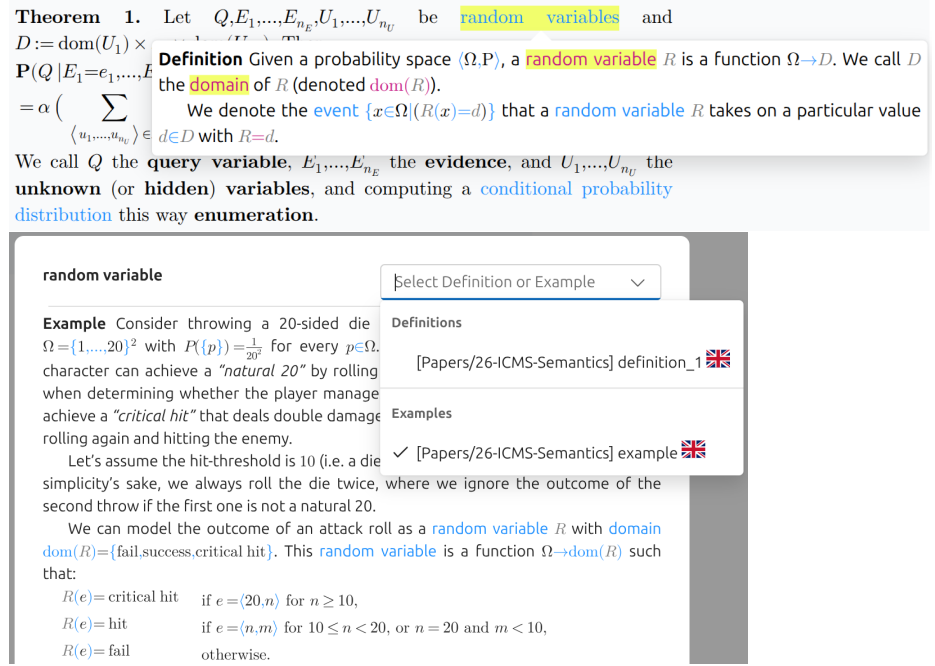 Theorem 1. Let Q,E₁,...,E_{n_E},U₁,...,U_{n_U} be random variables and
D := dom(U₁) ×
P(Q |E₁=e₁,...,E
= α ( ∑
⟨u₁,...,u_{n_U}⟩∈
Definition Given a probability space ⟨Ω,P⟩, a random variable R is a function Ω→D. We call D
the domain of R (denoted dom(R)).
We denote the event {x∈Ω|(R(x)=d)} that a random variable R takes on a particular value
d∈D with R=d.
We call Q the query variable, E₁,...,E_{n_E} the evidence, and U₁,...,U_{n_U} the
unknown (or hidden) variables, and computing a conditional probability
distribution this way enumeration.
random variable
Select Definition or Example
Definitions
[Papers/26-ICMS-Semantics] definition_1
Examples
✓ [Papers/26-ICMS-Semantics] example
Example Consider throwing a 20-sided die
Ω={1,...,20}² with P({p})=1/20² for every p∈Ω.
character can achieve a "natural 20" by rolling
when determining whether the player manage
achieve a "critical hit" that deals double damage
rolling again and hitting the enemy.
Let's assume the hit-threshold is 10 (i.e. a die
simplicity's sake, we always roll the die twice, where we ignore the outcome of the
second throw if the first one is not a natural 20.
We can model the outcome of an attack roll as a random variable R with domain
dom(R)={fail,success,critical hit}. This random variable is a function Ω→dom(R) such
that:
R(e)= critical hit if e=⟨20,n⟩ for n ≥ 10,
R(e)= hit if e=⟨n,m⟩ for 10 ≤ n < 20, or n = 20 and m < 10,
R(e)= fail otherwise.